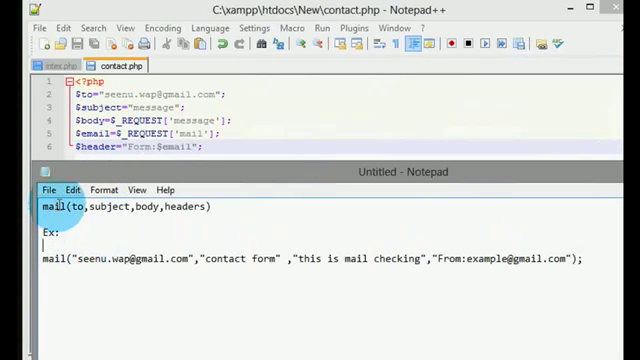 C:\xampp\htdocs\New\contact.php - Notepad++
File Edit Search View Encoding Language Settings Macro Run Plugins Window ?
intex.php contact.php
1 <?php
2 $to="seenu.wap@gmail.com";
3 $subject="message";
4 $body=$_REQUEST['message'];
5 $email=$_REQUEST['mail'];
6 $header="Form:$email";
Untitled - Notepad
File Edit Format View Help
mail(to,subject,body,headers)
Ex:
mail("seenu.wap@gmail.com","contact form" ,"this is mail checking","From:example@gmail.com");